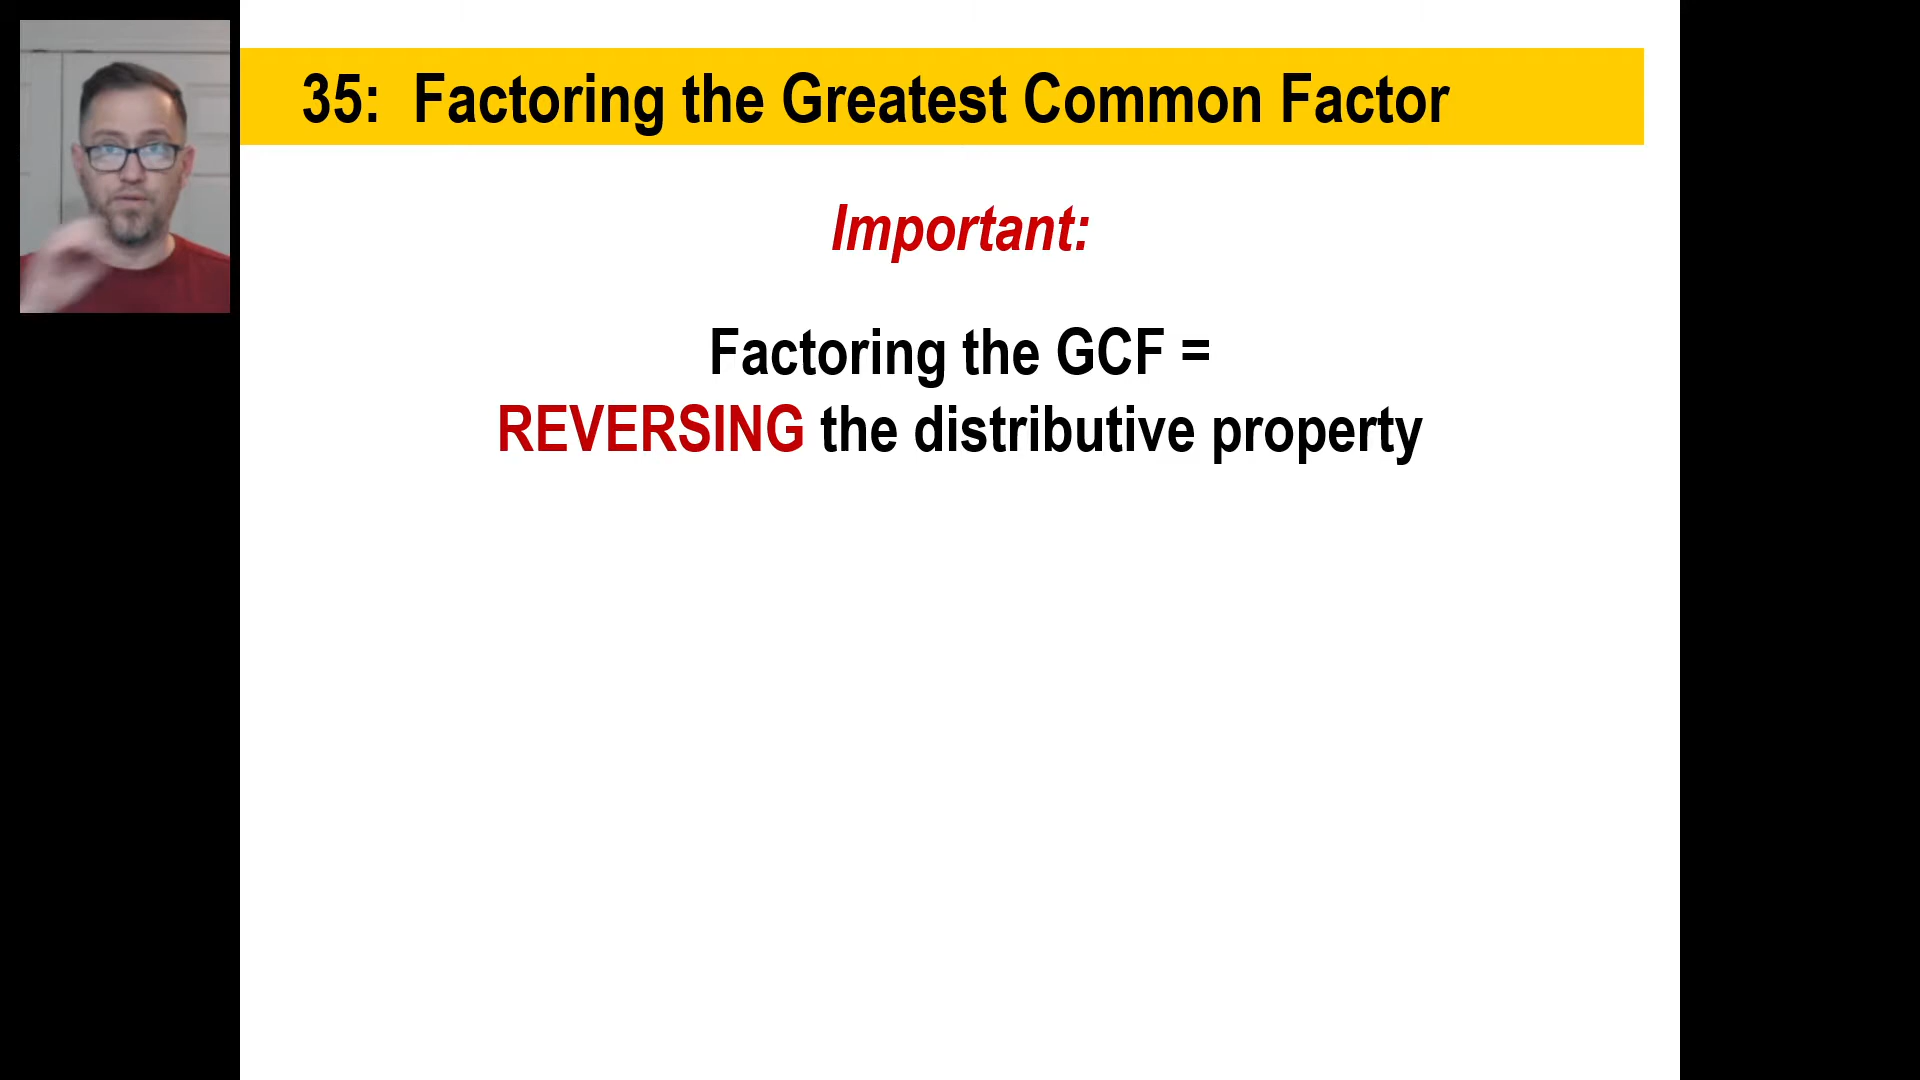 35: Factoring the Greatest Common Factor
Important:
Factoring the GCF =
REVERSING the distributive property